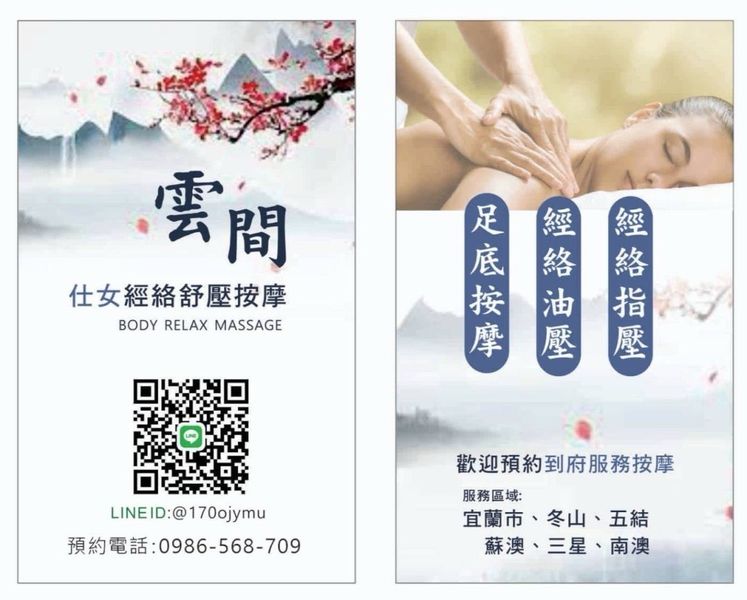 雲間
仕女經絡舒壓按摩
BODY RELAX MASSAGE
LINE
LINE ID:@170ojymu
預約電話:0986-568-709
經絡指壓
經絡油壓
足底按摩
歡迎預約到府服務按摩
服務區域:
宜蘭市、冬山、五結
蘇澳、三星、南澳